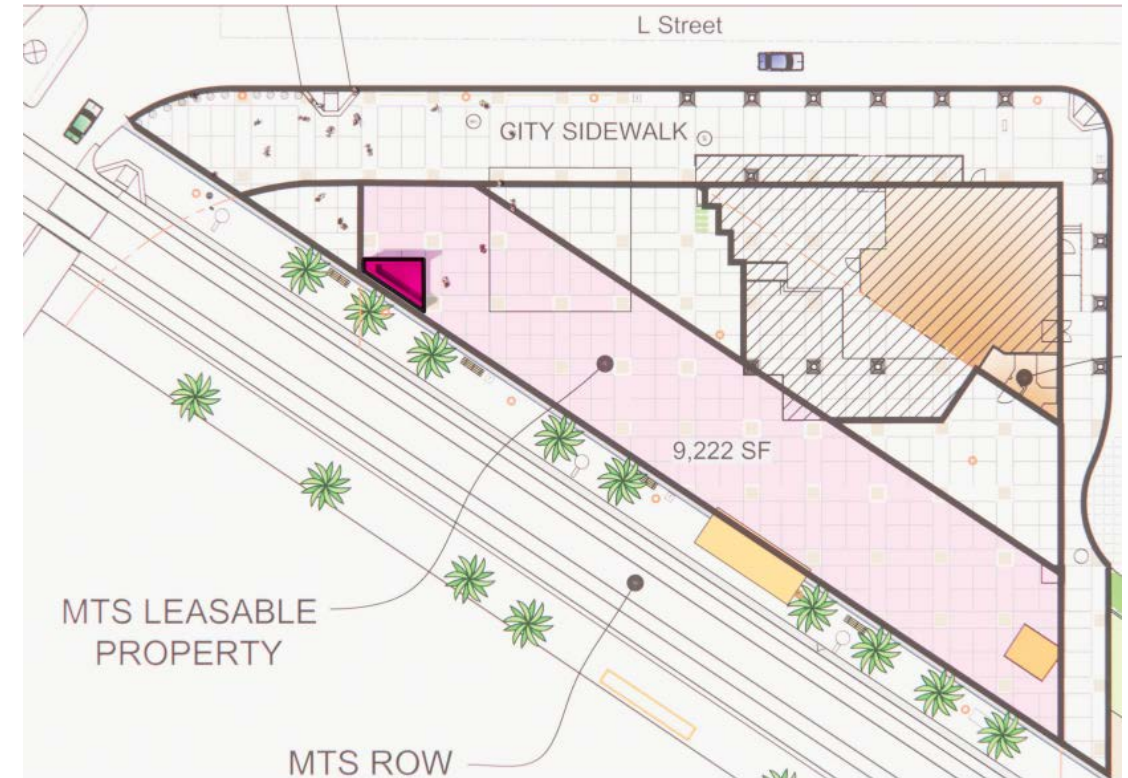 L Street
CITY SIDEWALK
9,222 SF
MTS LEASABLE
PROPERTY
MTS ROW